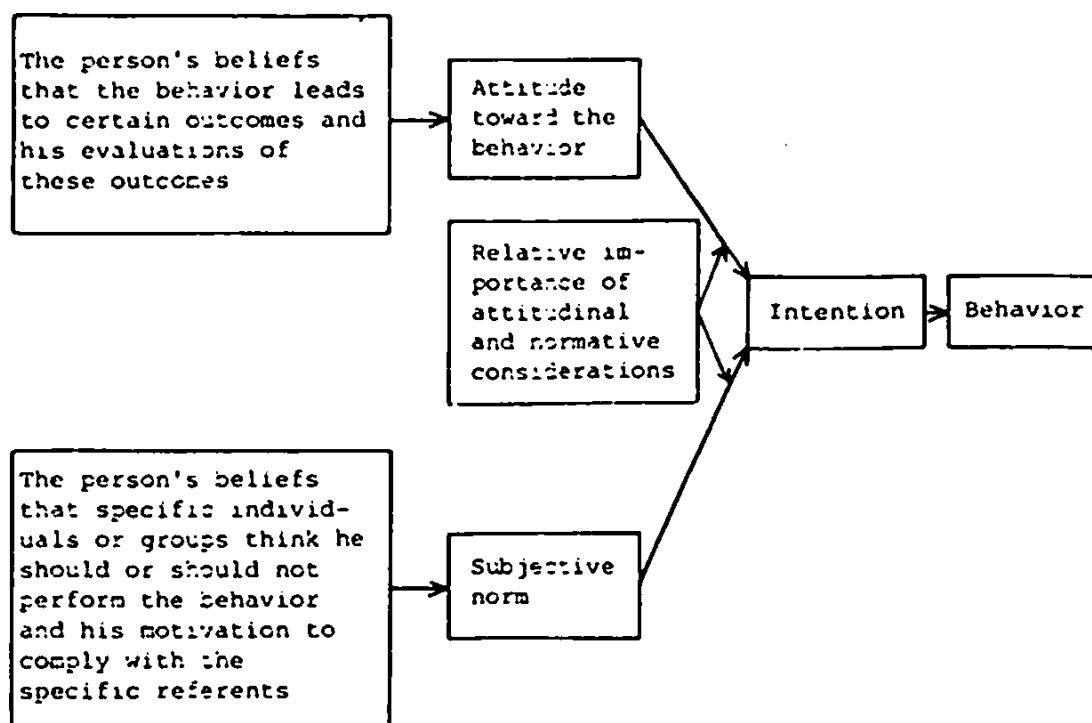 The person's beliefs
that the behavior leads
to certain outcomes and
his evaluations of
these outcomes
Attitude
toward the
behavior
Relative im-
portance of
attitudinal
and normative
considerations
Intention
Behavior
The person's beliefs
that specific individ-
uals or groups think he
should or should not
perform the behavior
and his motivation to
comply with the
specific referents
Subjective
norm